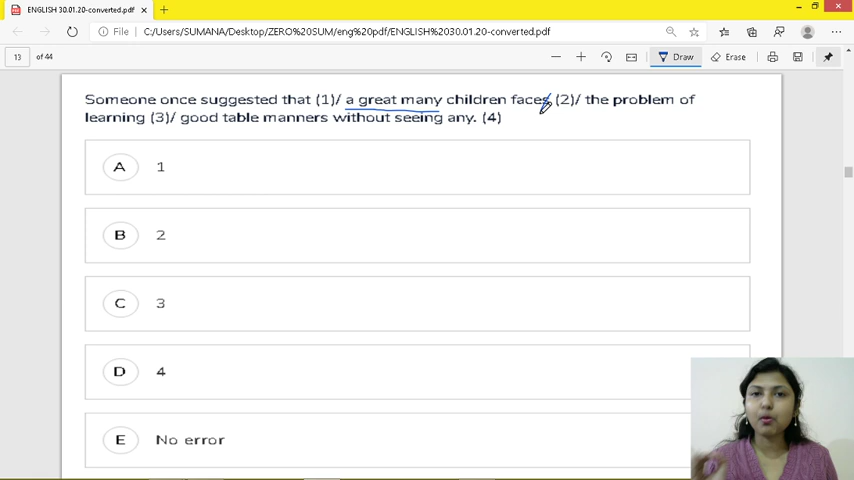 ENGLISH 30.01.20-converted.pdf
File C:/Users/SUMANA/Desktop/ZERO%20SUM/eng%20pdf/ENGLISH%2030.01.20-converted.pdf
13 of 44 Draw Erase
Someone once suggested that (1)/ a great many children faces (2)/ the problem of
learning (3)/ good table manners without seeing any. (4)
A 1
B 2
C 3
D 4
E No error